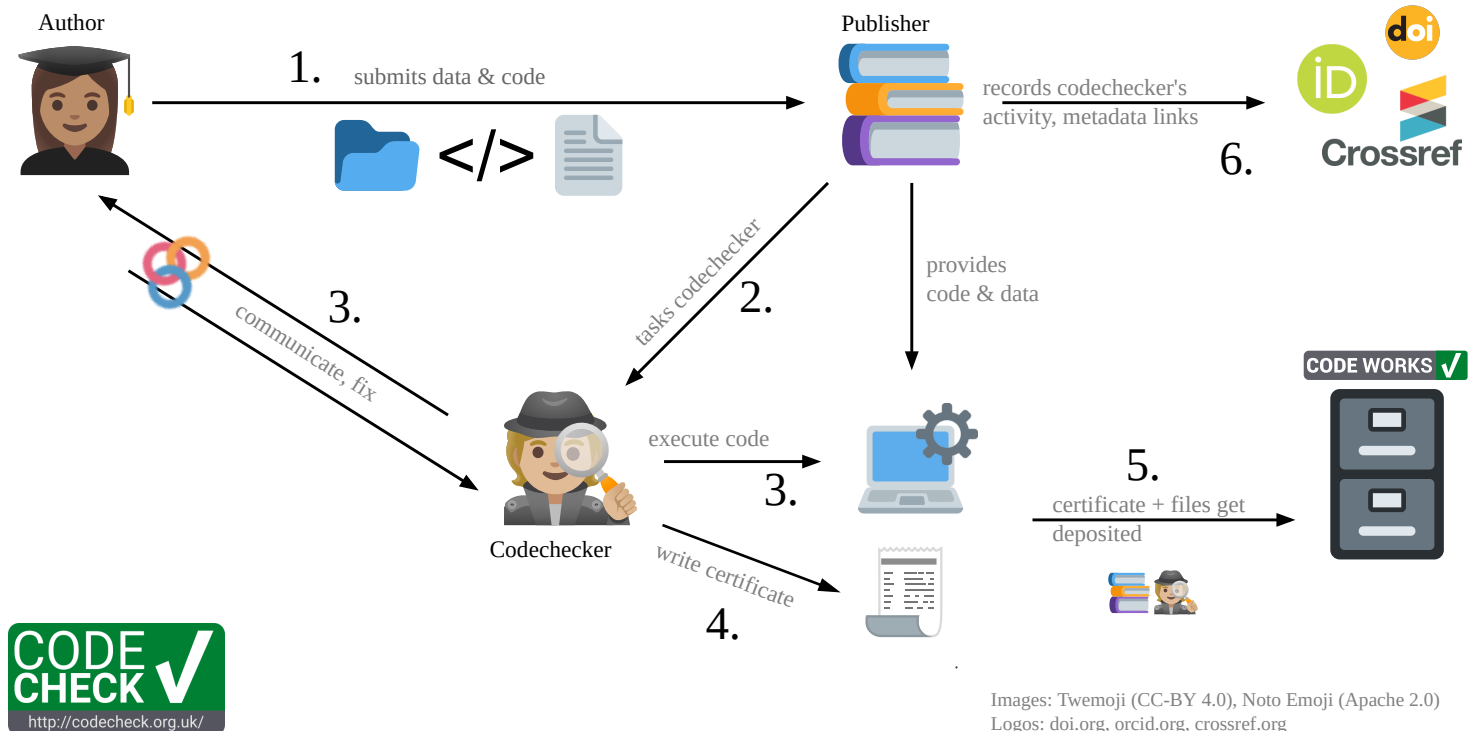 Author
Publisher
1.
submits data & code
</>
records codechecker's
activity, metadata links
6.
doi
iD
Crossref
tasks codechecker
2.
provides
code & data
3.
communicate, fix
CODE WORKS
execute code
3.
Codechecker
write certificate
4.
5.
certificate + files get
deposited
CODE
CHECK
http://codecheck.org.uk/
.
Images: Twemoji (CC-BY 4.0), Noto Emoji (Apache 2.0)
Logos: doi.org, orcid.org, crossref.org